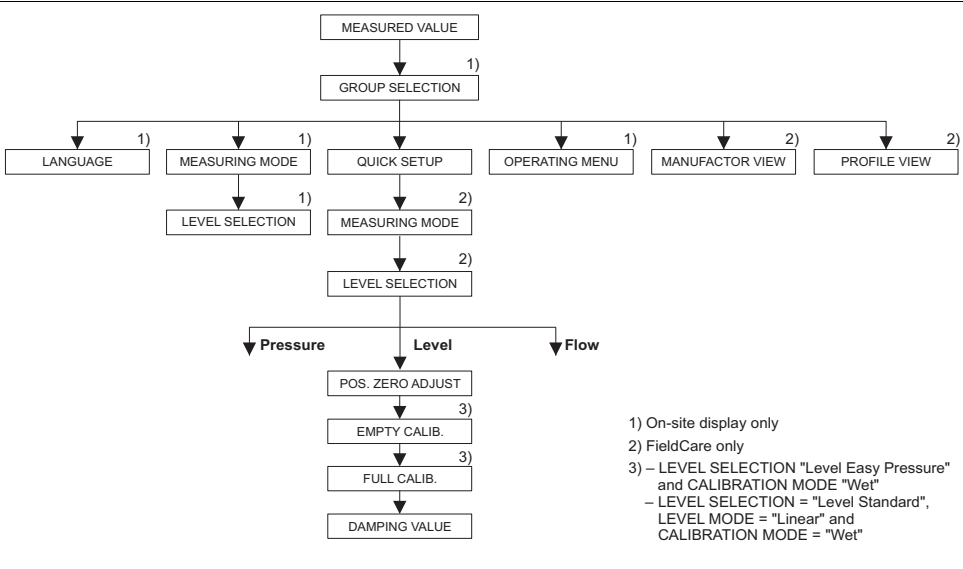 MEASURED VALUE
1)
GROUP SELECTION
1) 1) 1) 2) 2)
LANGUAGE MEASURING MODE QUICK SETUP OPERATING MENU MANUFACTOR VIEW PROFILE VIEW
1) 2)
LEVEL SELECTION MEASURING MODE
2)
LEVEL SELECTION
Pressure Level Flow
POS. ZERO ADJUST
3)
EMPTY CALIB.
3)
FULL CALIB.
DAMPING VALUE
1) On-site display only
2) FieldCare only
3) – LEVEL SELECTION "Level Easy Pressure"
and CALIBRATION MODE "Wet"
– LEVEL SELECTION = "Level Standard",
LEVEL MODE = "Linear" and
CALIBRATION MODE = "Wet"